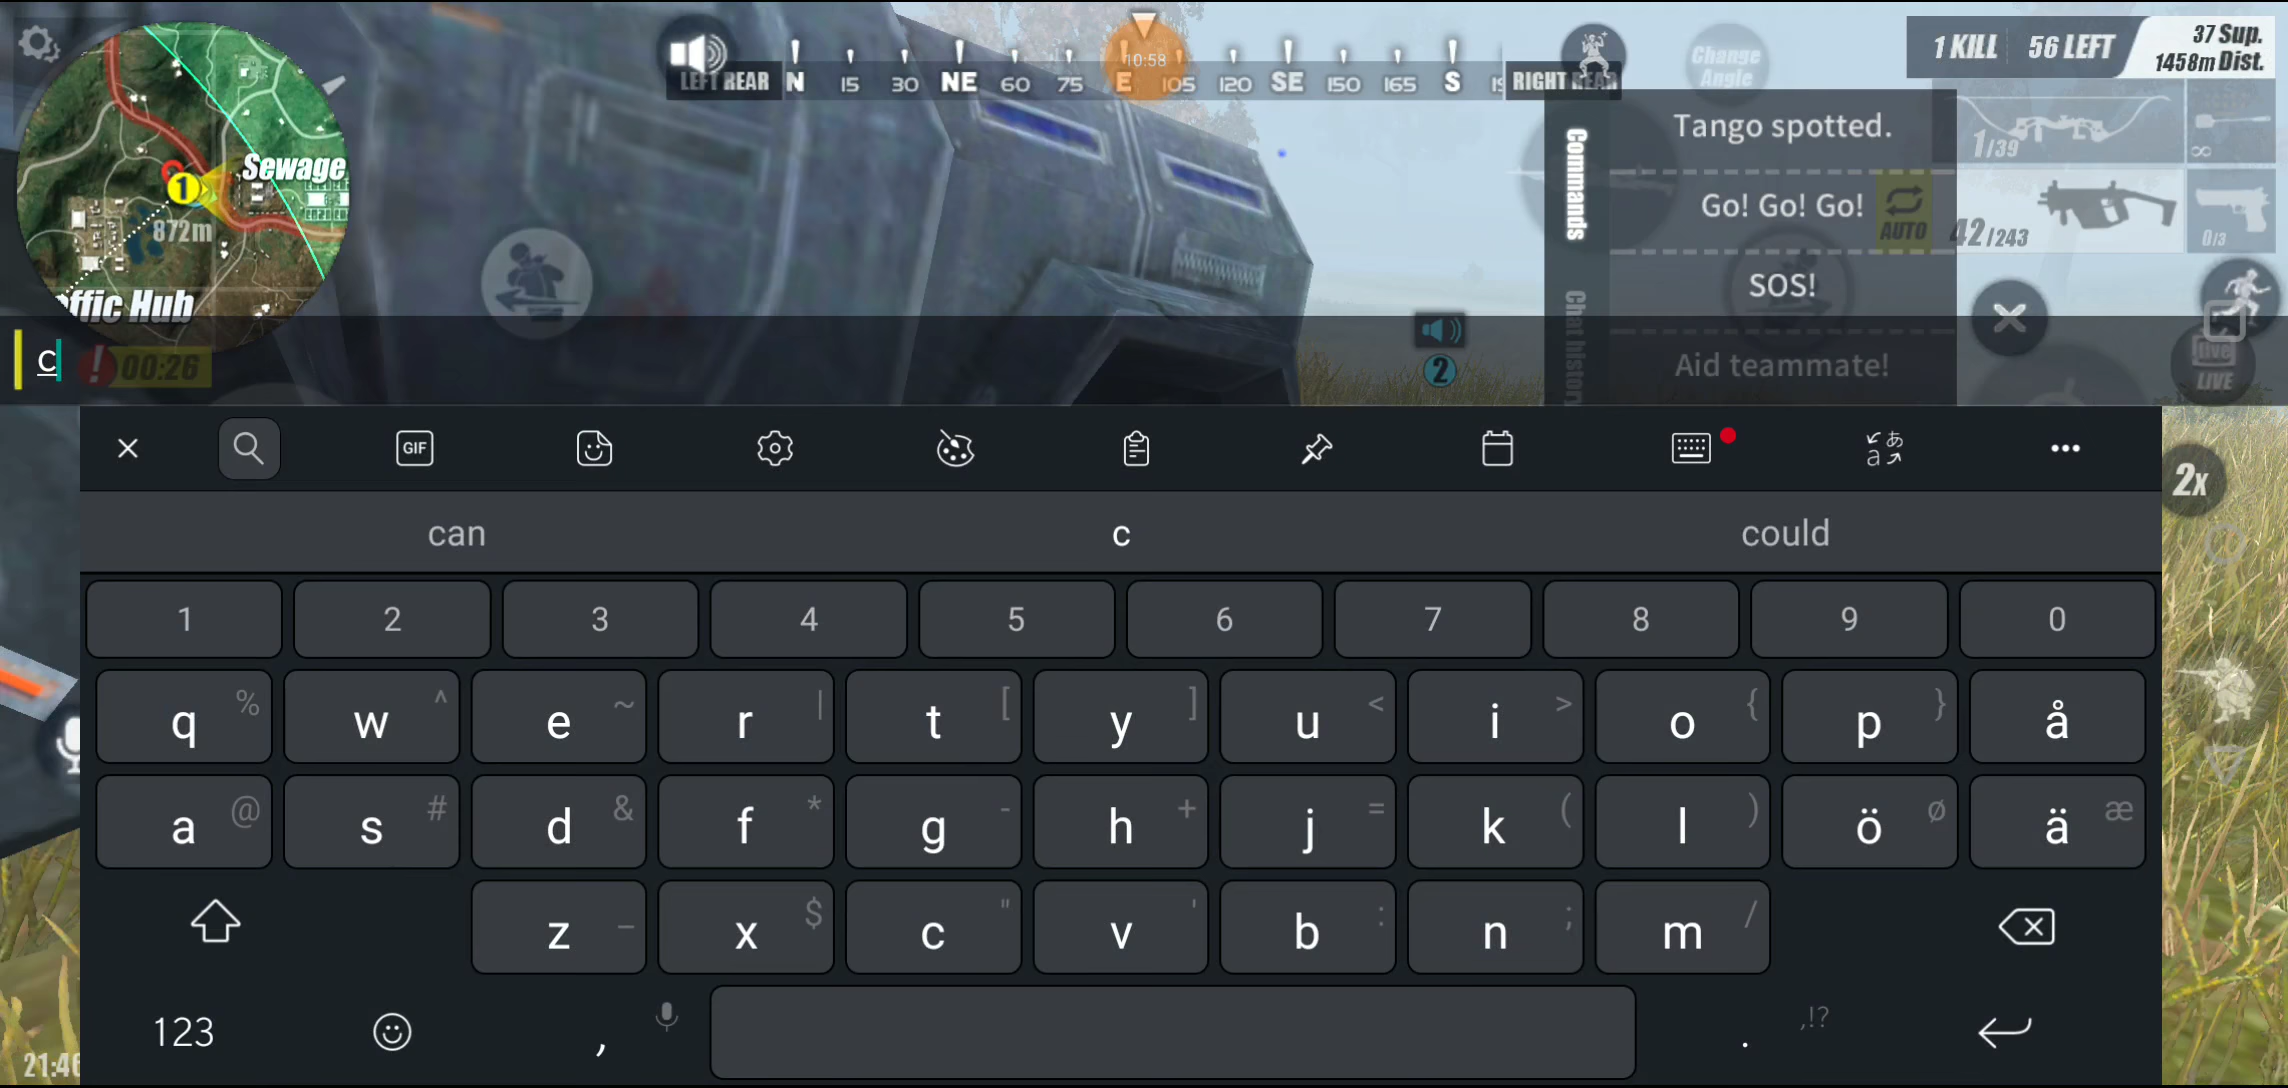 LEFT REAR N 15 30 NE 60 75 E 105 120 SE 150 165 S
10:58
Change
Angle
1 KILL 56 LEFT
37 Sup.
1458m Dist.
Sewage
1
872m
ffic Hub
Commands
Chat history
Tango spotted.
Go! Go! Go!
SOS!
Aid teammate!
AUTO
1/39
∞
42/243
0/3
RIGHT REAR
c
! 00:26
2
live
LIVE
GIF
あ
a
can c could
2x
1 2 3 4 5 6 7 8 9 0
q % w ^ e ~ r | t [ y ] u < i > o { p } å
a @ s # d & f * g - h + j = k ( l ) ö ø ä æ
z _ x $ c " v ' b : n ; m /
123 , . ,!?
21:46